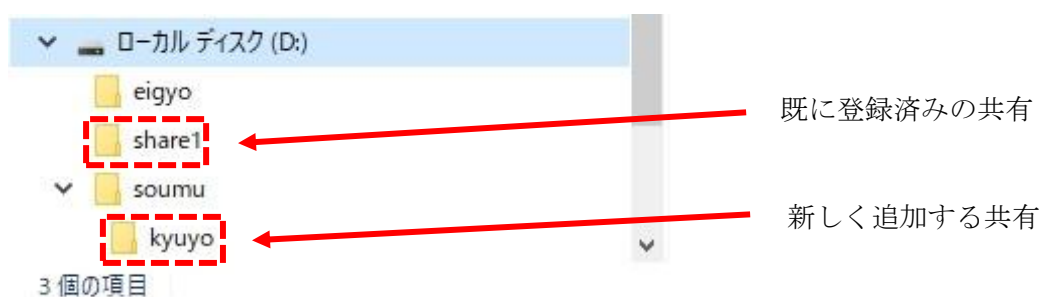 ローカル ディスク (D:)
eigyo
既に登録済みの共有
share1
soumu
新しく追加する共有
kyuyo
3 個の項目